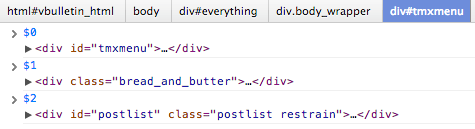 html#vbulletin_html body div#everything div.body_wrapper div#tmxmenu
> $0
▶<div id="tmxmenu">…</div>
> $1
▶<div class="bread_and_butter">…</div>
> $2
▶<div id="postlist" class="postlist restrain">…</div>